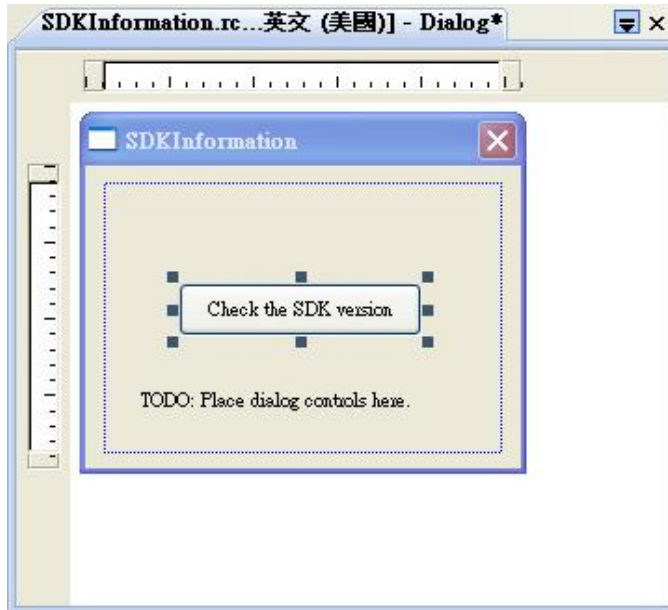 SDKInformation.rc...英文 (美國)] - Dialog*
SDKInformation
Check the SDK version
TODO: Place dialog controls here.